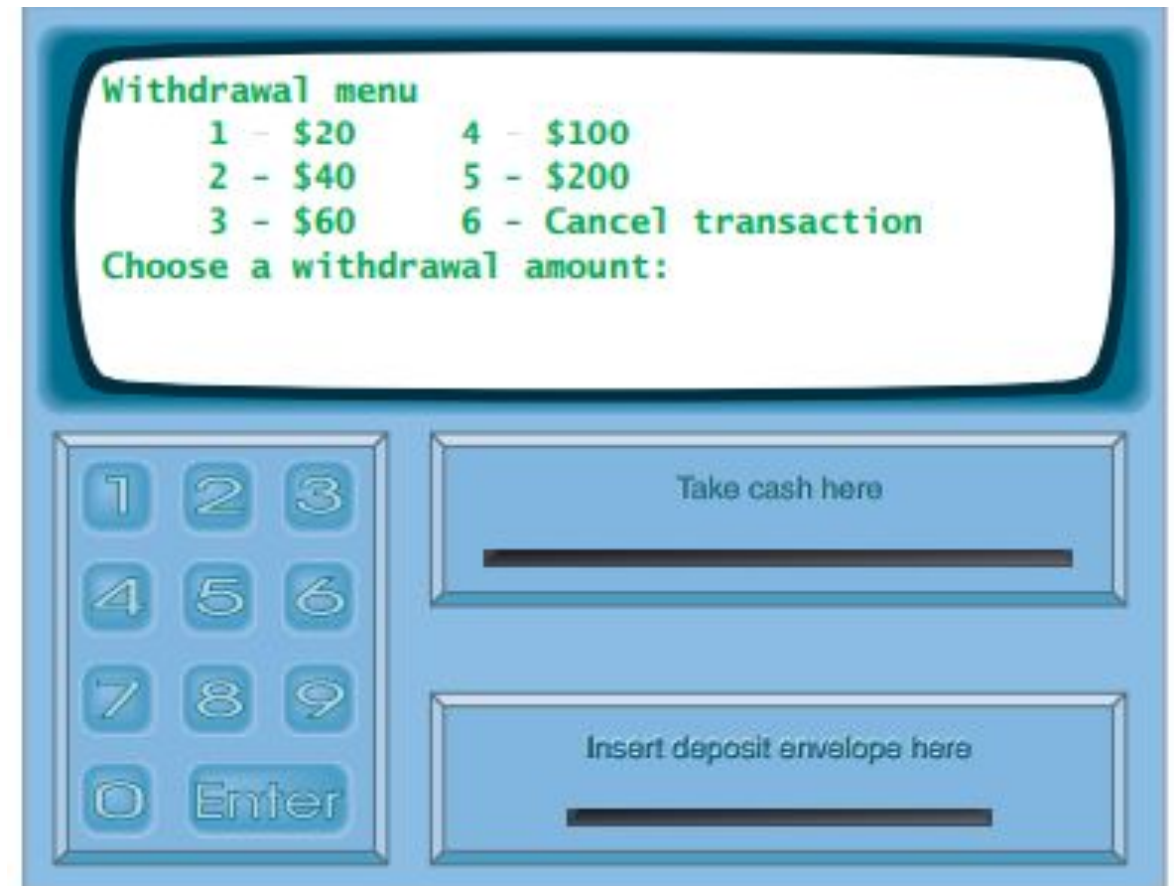 Withdrawal menu
1 – $20 4 – $100
2 – $40 5 – $200
3 – $60 6 – Cancel transaction
Choose a withdrawal amount:
1 2 3
Take cash here
4 5 6
7 8 9
Insert deposit envelope here
0 Enter